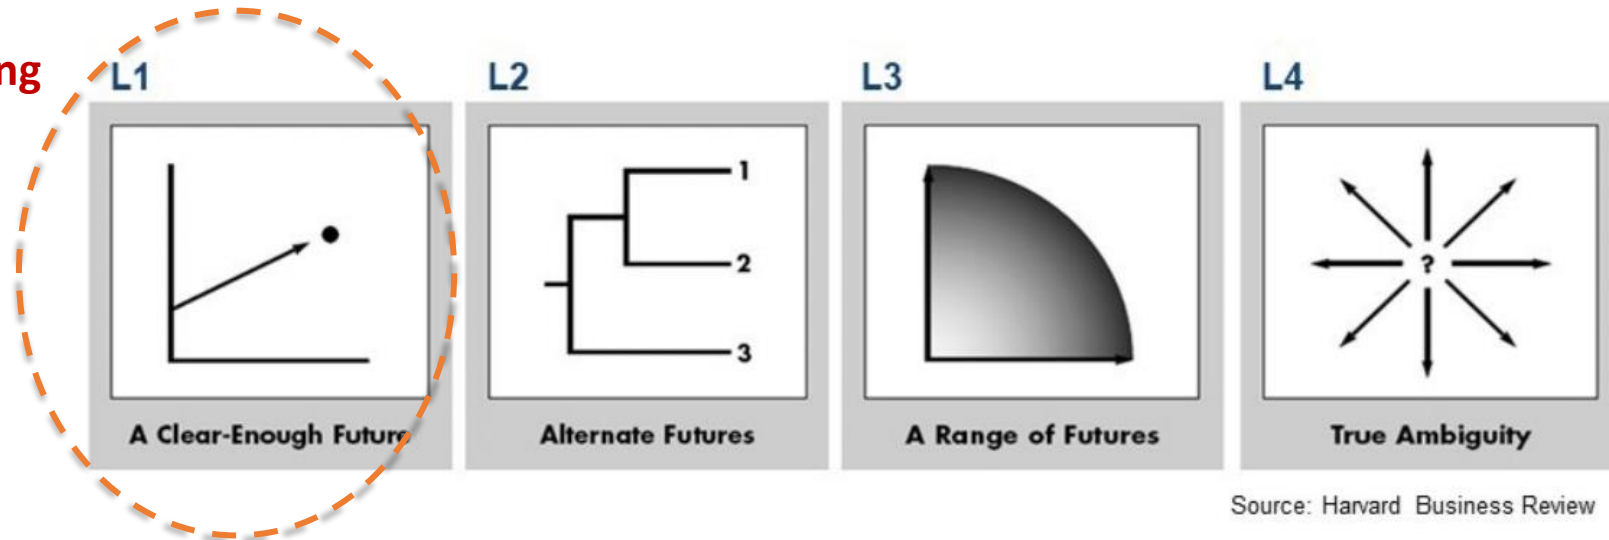 ng
L1
L2
L3
L4
1
2
3
?
A Clear-Enough Future
Alternate Futures
A Range of Futures
True Ambiguity
Source: Harvard Business Review